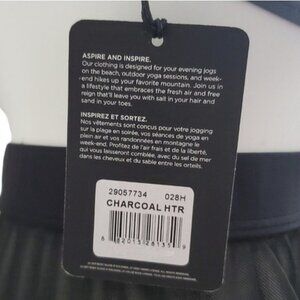 ASPIRE AND INSPIRE.
Our clothing is designed for your evening jogs
on the beach, outdoor yoga sessions, and week-
end hikes up your favorite mountain. Join us in
a lifestyle that embraces the fresh air and free
reign that'll leave you with salt in your hair and
sand in your toes.
INSPIREZ ET SORTEZ.
Nos vêtements sont conçus pour votre jogging
sur la plage en soirée, vos séances de yoga en
plein air et vos randonnées en montagne le
week-end. Profitez de l'air frais et de la liberté
qui vous laisseront comblée, avec du sel de mer
dans les cheveux et du sable entre les orteils.
29057734 028H
CHARCOAL HTR